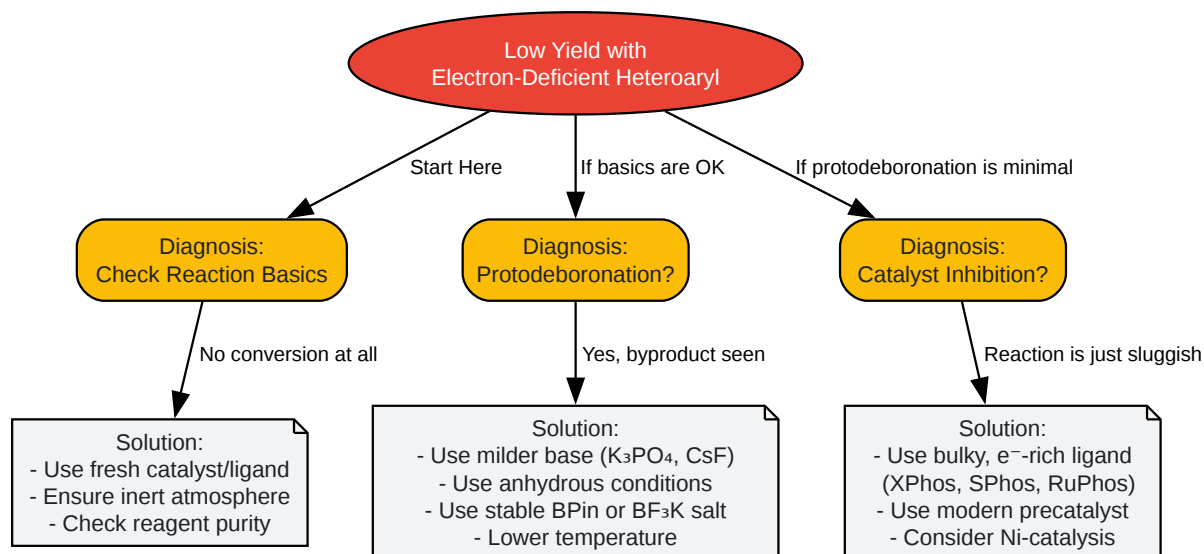 Low Yield with
Electron-Deficient Heteroaryl
Start Here
If basics are OK
If protodeboronation is minimal
Diagnosis:
Check Reaction Basics
Diagnosis:
Protodeboronation?
Diagnosis:
Catalyst Inhibition?
No conversion at all
Yes, byproduct seen
Reaction is just sluggish
Solution:
- Use fresh catalyst/ligand
- Ensure inert atmosphere
- Check reagent purity
Solution:
- Use milder base (K₃PO₄, CsF)
- Use anhydrous conditions
- Use stable BPin or BF₃K salt
- Lower temperature
Solution:
- Use bulky, e⁻-rich ligand
(XPhos, SPhos, RuPhos)
- Use modern precatalyst
- Consider Ni-catalysis